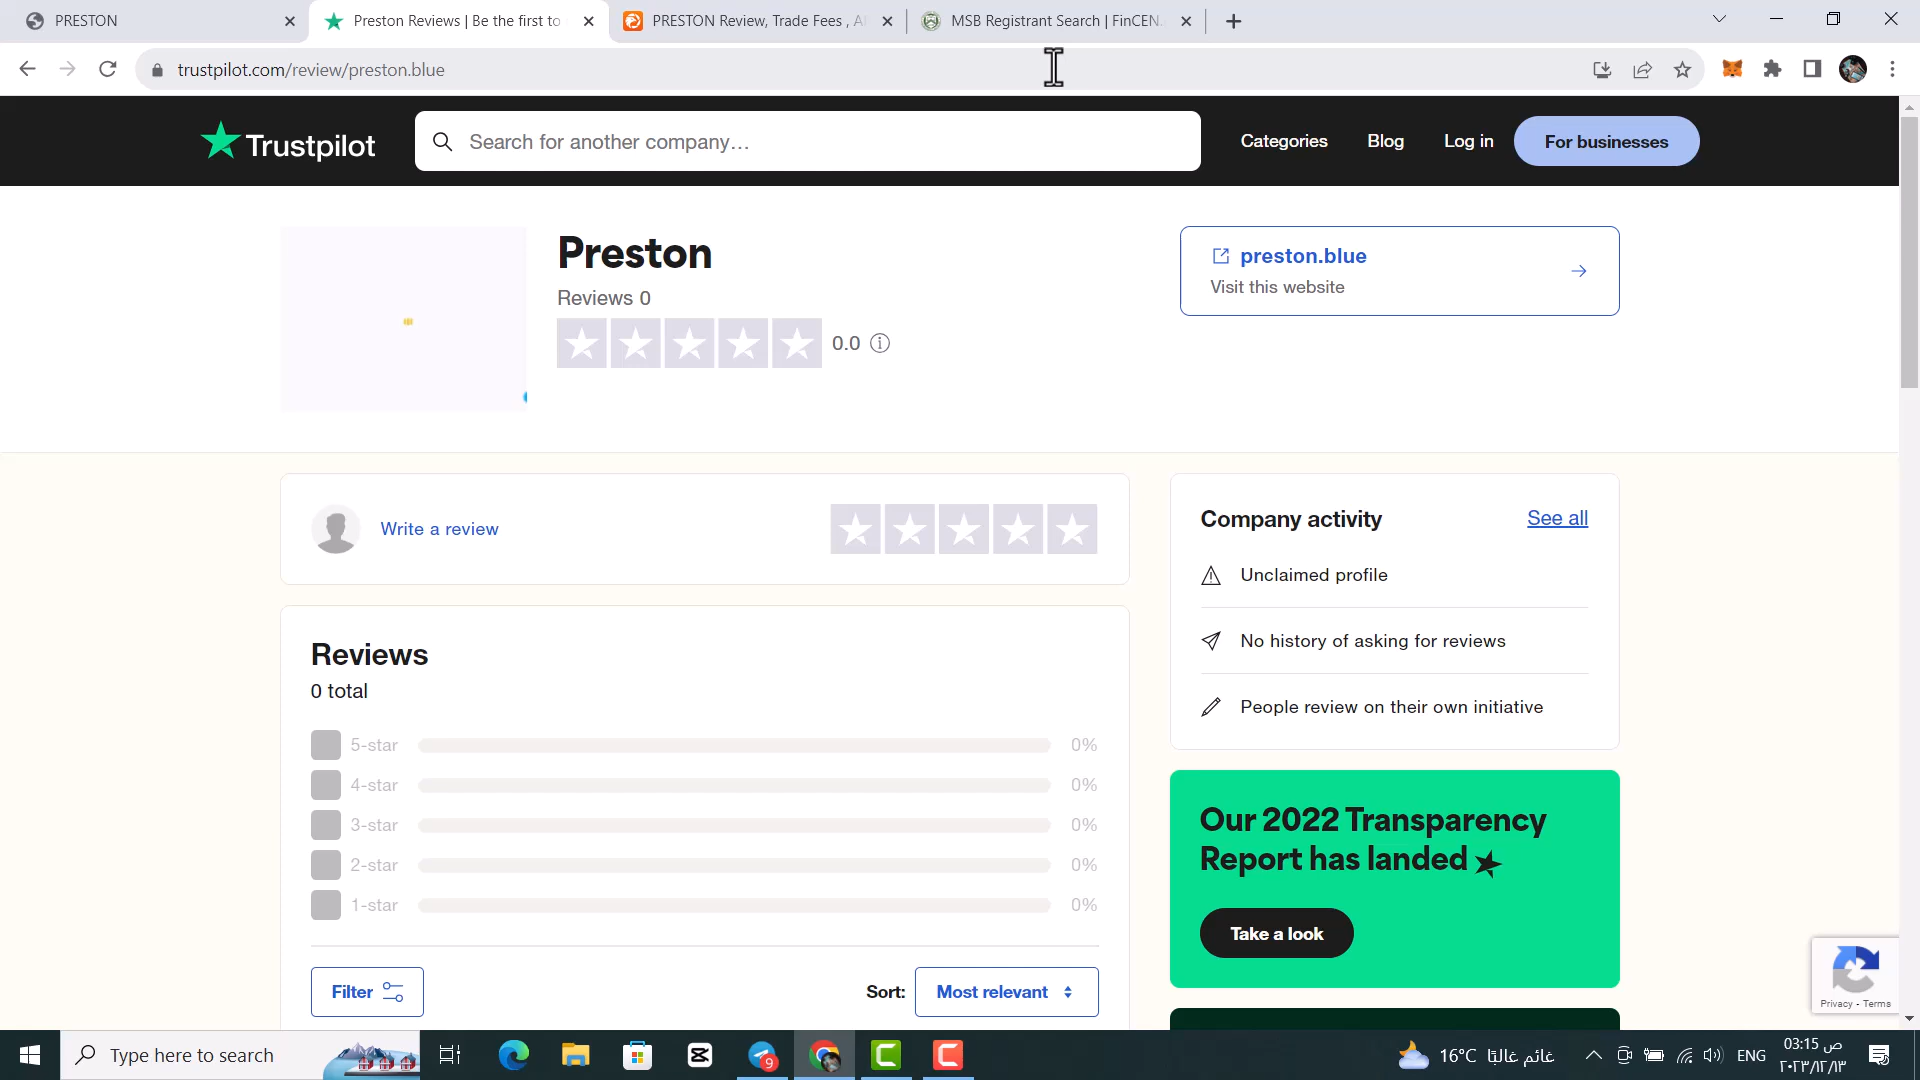 PRESTON
Preston Reviews | Be the first to
PRESTON Review, Trade Fees , A
MSB Registrant Search | FinCEN.
trustpilot.com/review/preston.blue
Trustpilot
Search for another company...
Categories
Blog
Log in
For businesses
Preston
Reviews 0
0.0
preston.blue
Visit this website
Write a review
Company activity
See all
Unclaimed profile
No history of asking for reviews
People review on their own initiative
Reviews
0 total
5-star 0%
4-star 0%
3-star 0%
2-star 0%
1-star 0%
Filter
Sort:
Most relevant
Our 2022 Transparency
Report has landed
Take a look
Privacy - Terms
Type here to search
9
16°C غائم غالبًا
ENG
03:15 ص
٢٠٢٣/١٢/١٣